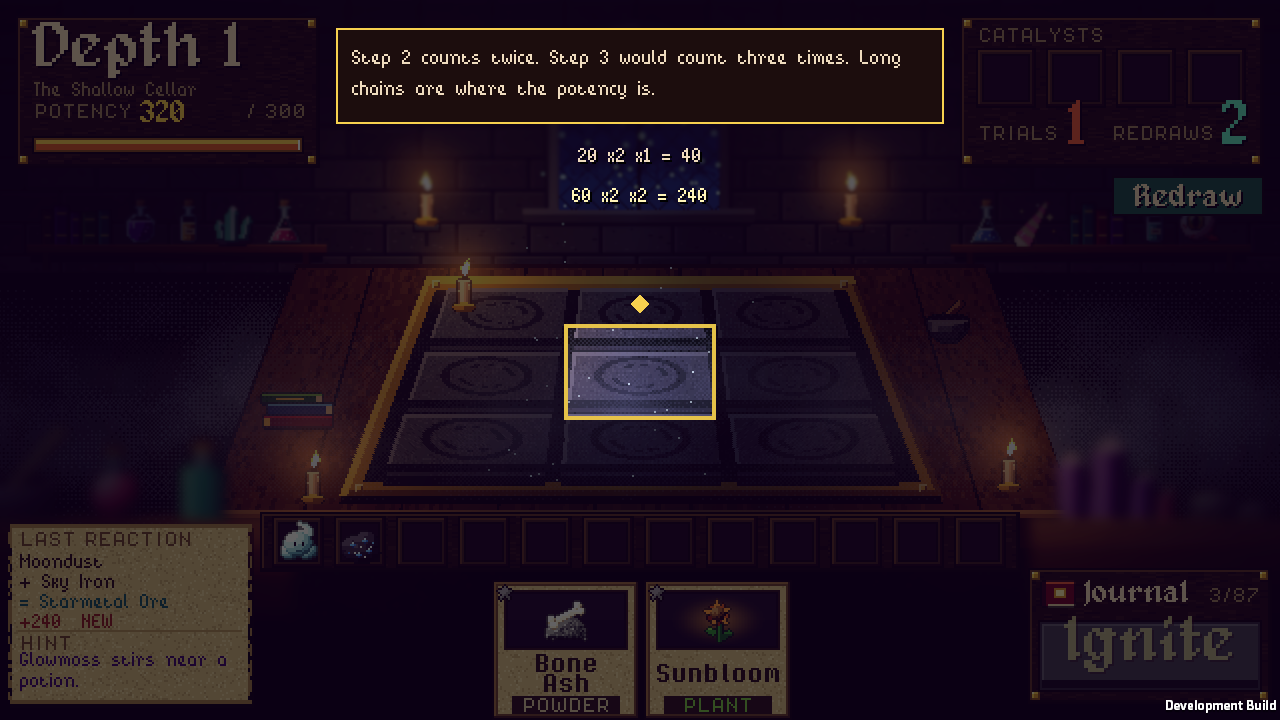 Depth 1
The Shallow Cellar
POTENCY 320 / 300
Step 2 counts twice. Step 3 would count three times. Long
chains are where the potency is.
20 x2 x1 = 40
60 x2 x2 = 240
CATALYSTS
TRIALS 1 REDRAWS 2
Redraw
LAST REACTION
Moondust
+ Sky Iron
= Starmetal Ore
+240 NEW
HINT
Glowmoss stirs near a
potion.
Bone
Ash
POWDER
Sunbloom
PLANT
Journal 3/87
Ignite
Development Build